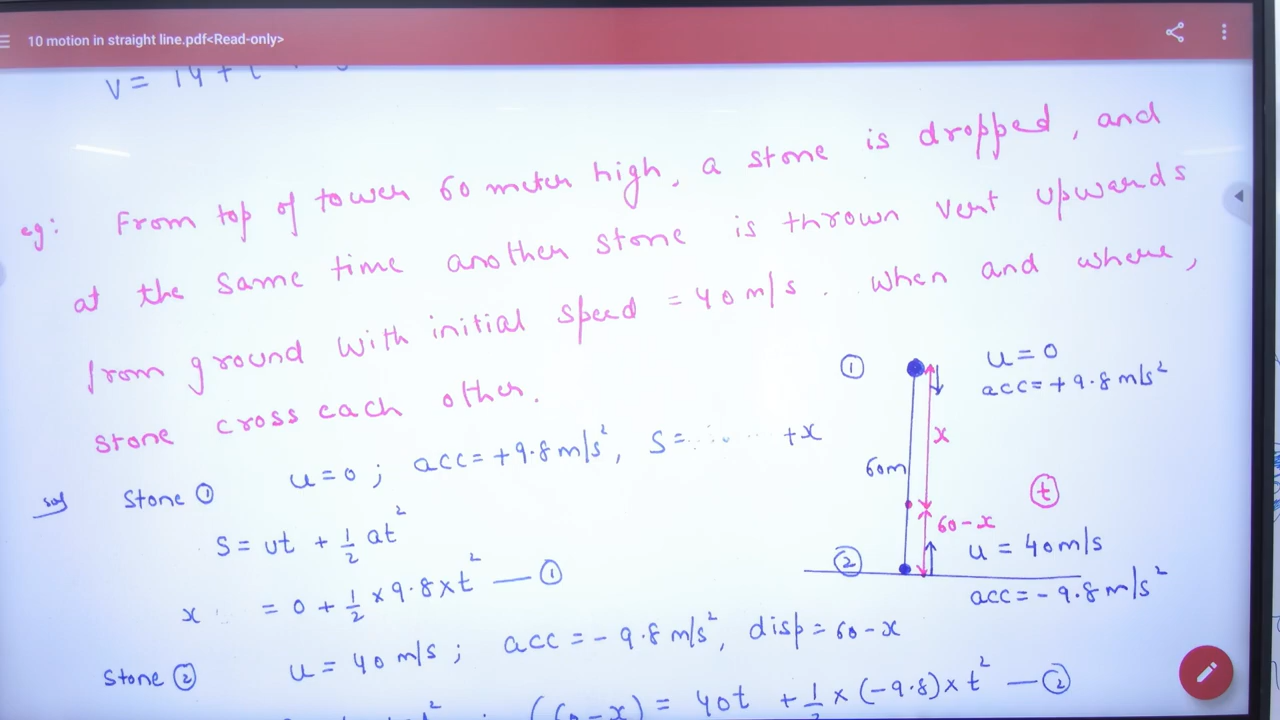 10 motion in straight line.pdf<Read-only>
V = 14 + t
eg: From top of tower 60 meter high, a stone is dropped, and
at the same time another stone is thrown vert upwards
from ground with initial speed = 40 m/s. When and where,
stone cross each other.
① u = 0
acc = + 9.8 m/s²
x
60m
t
60-x
② u = 40 m/s
acc = - 9.8 m/s²
sol Stone ① u = 0 ; acc = +9.8 m/s², S = +x
S = ut + 1/2 at²
x = 0 + 1/2 × 9.8 × t² — ①
Stone ② u = 40 m/s ; acc = - 9.8 m/s², disp = 60 - x
(60-x) = 40t + 1/2 × (-9.8) × t² — ②